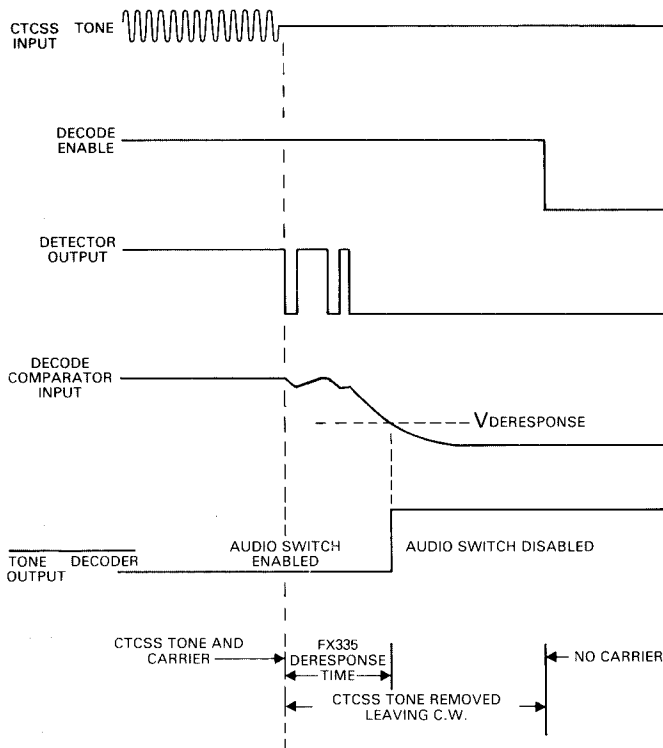 CTCSS TONE
INPUT
DECODE
ENABLE
DETECTOR
OUTPUT
DECODE
COMPARATOR
INPUT
VDERESPONSE
TONE DECODER
OUTPUT
AUDIO SWITCH
ENABLED
AUDIO SWITCH DISABLED
CTCSS TONE AND
CARRIER
FX335
DERESPONSE
TIME
NO CARRIER
CTCSS TONE REMOVED
LEAVING C.W.